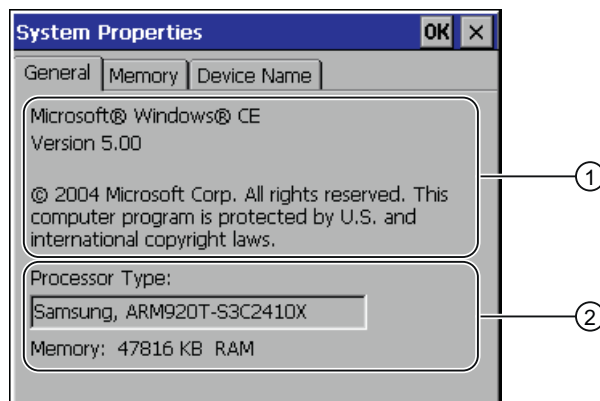 System Properties OK ×
General Memory Device Name
Microsoft® Windows® CE
Version 5.00
© 2004 Microsoft Corp. All rights reserved. This
computer program is protected by U.S. and
international copyright laws.
1
Processor Type:
Samsung, ARM920T-S3C2410X
2
Memory: 47816 KB RAM